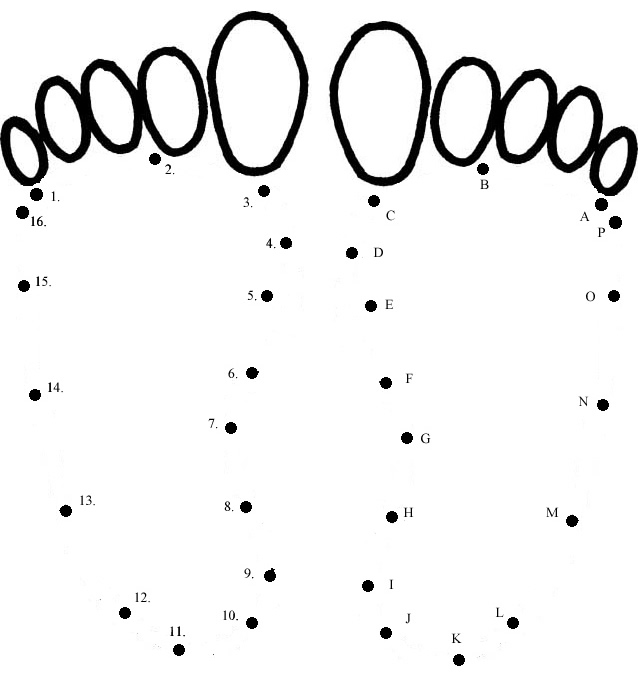 1.
2.
3.
4.
5.
6.
7.
8.
9.
10.
11.
12.
13.
14.
15.
16.
A
B
C
D
E
F
G
H
I
J
K
L
M
N
O
P